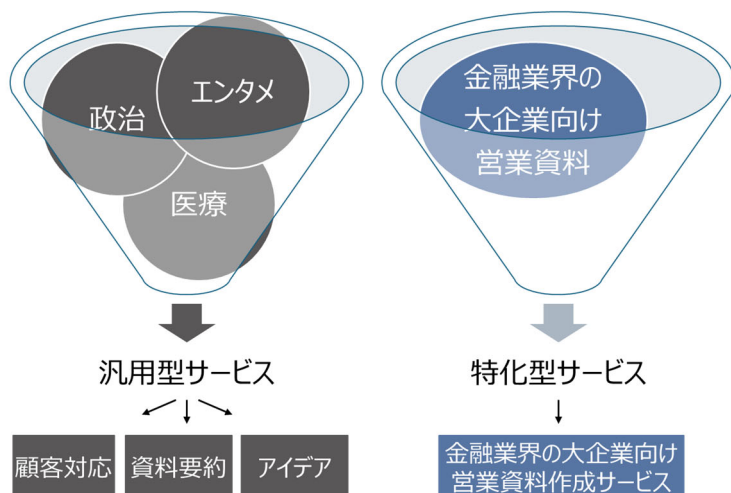 エンタメ
政治
医療
汎用型サービス
顧客対応
資料要約
アイデア
金融業界の
大企業向け
営業資料
特化型サービス
金融業界の大企業向け
営業資料作成サービス